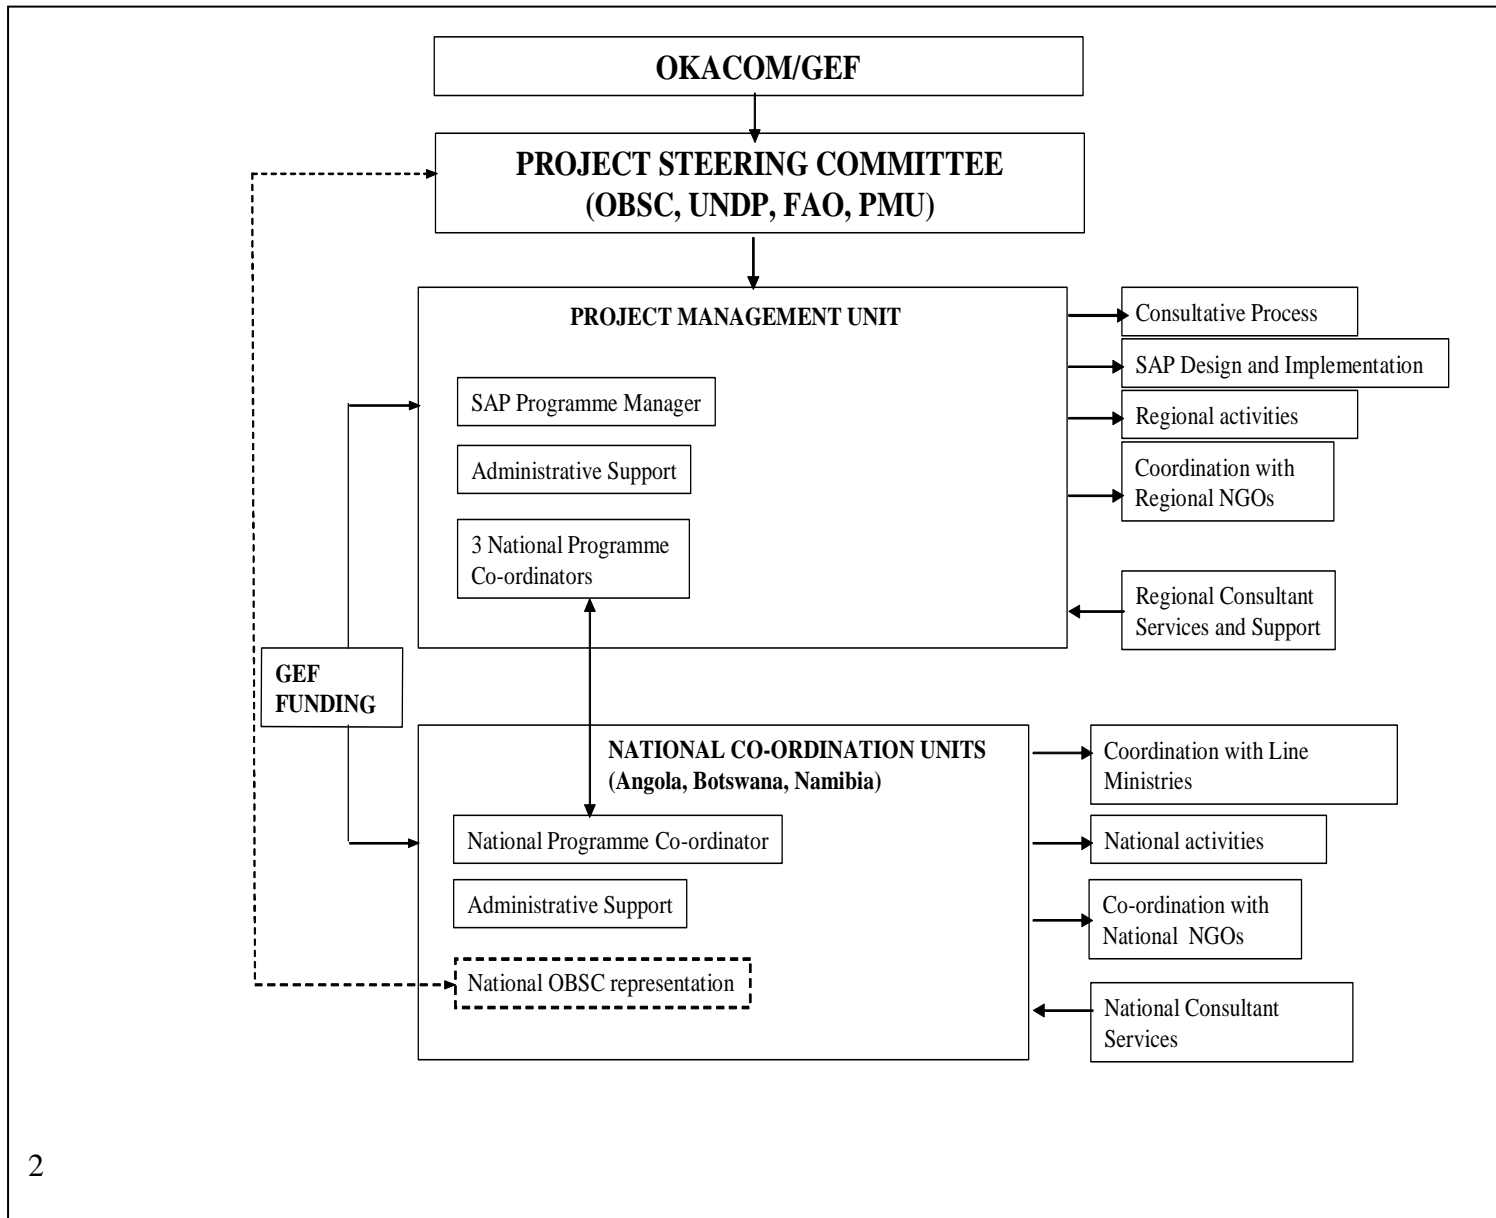 OKACOM/GEF
PROJECT STEERING COMMITTEE
(OBSC, UNDP, FAO, PMU)
PROJECT MANAGEMENT UNIT
SAP Programme Manager
Administrative Support
3 National Programme
Co-ordinators
Consultative Process
SAP Design and Implementation
Regional activities
Coordination with
Regional NGOs
Regional Consultant
Services and Support
GEF
FUNDING
NATIONAL CO-ORDINATION UNITS
(Angola, Botswana, Namibia)
National Programme Co-ordinator
Administrative Support
National OBSC representation
Coordination with Line
Ministries
National activities
Co-ordination with
National NGOs
National Consultant
Services
2